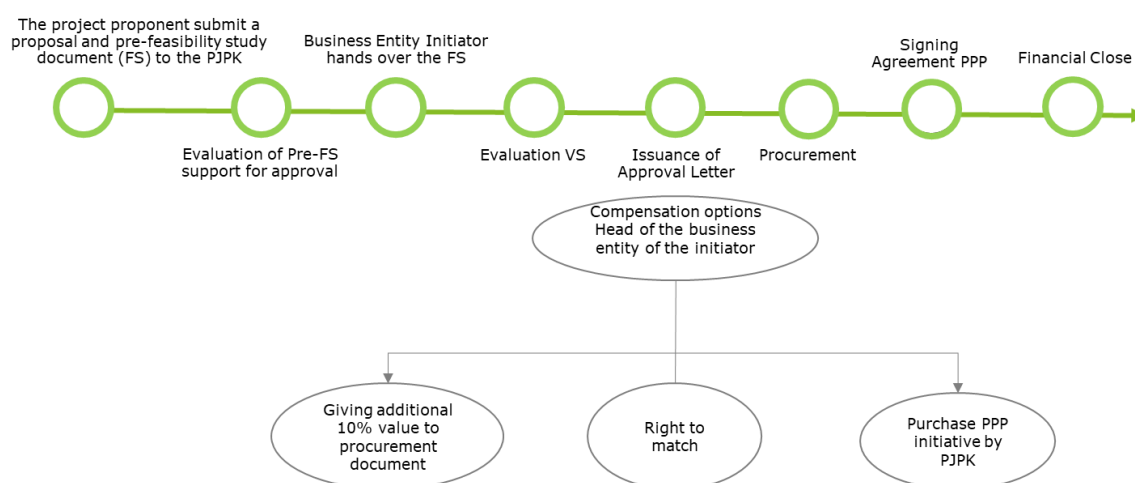 The project proponent submit a
proposal and pre-feasibility study
document (FS) to the PJPK
Business Entity Initiator
hands over the FS
Signing
Agreement PPP
Financial Close
Evaluation of Pre-FS
support for approval
Evaluation VS
Issuance of
Approval Letter
Procurement
Compensation options
Head of the business
entity of the initiator
Giving additional
10% value to
procurement
document
Right to
match
Purchase PPP
initiative by
PJPK